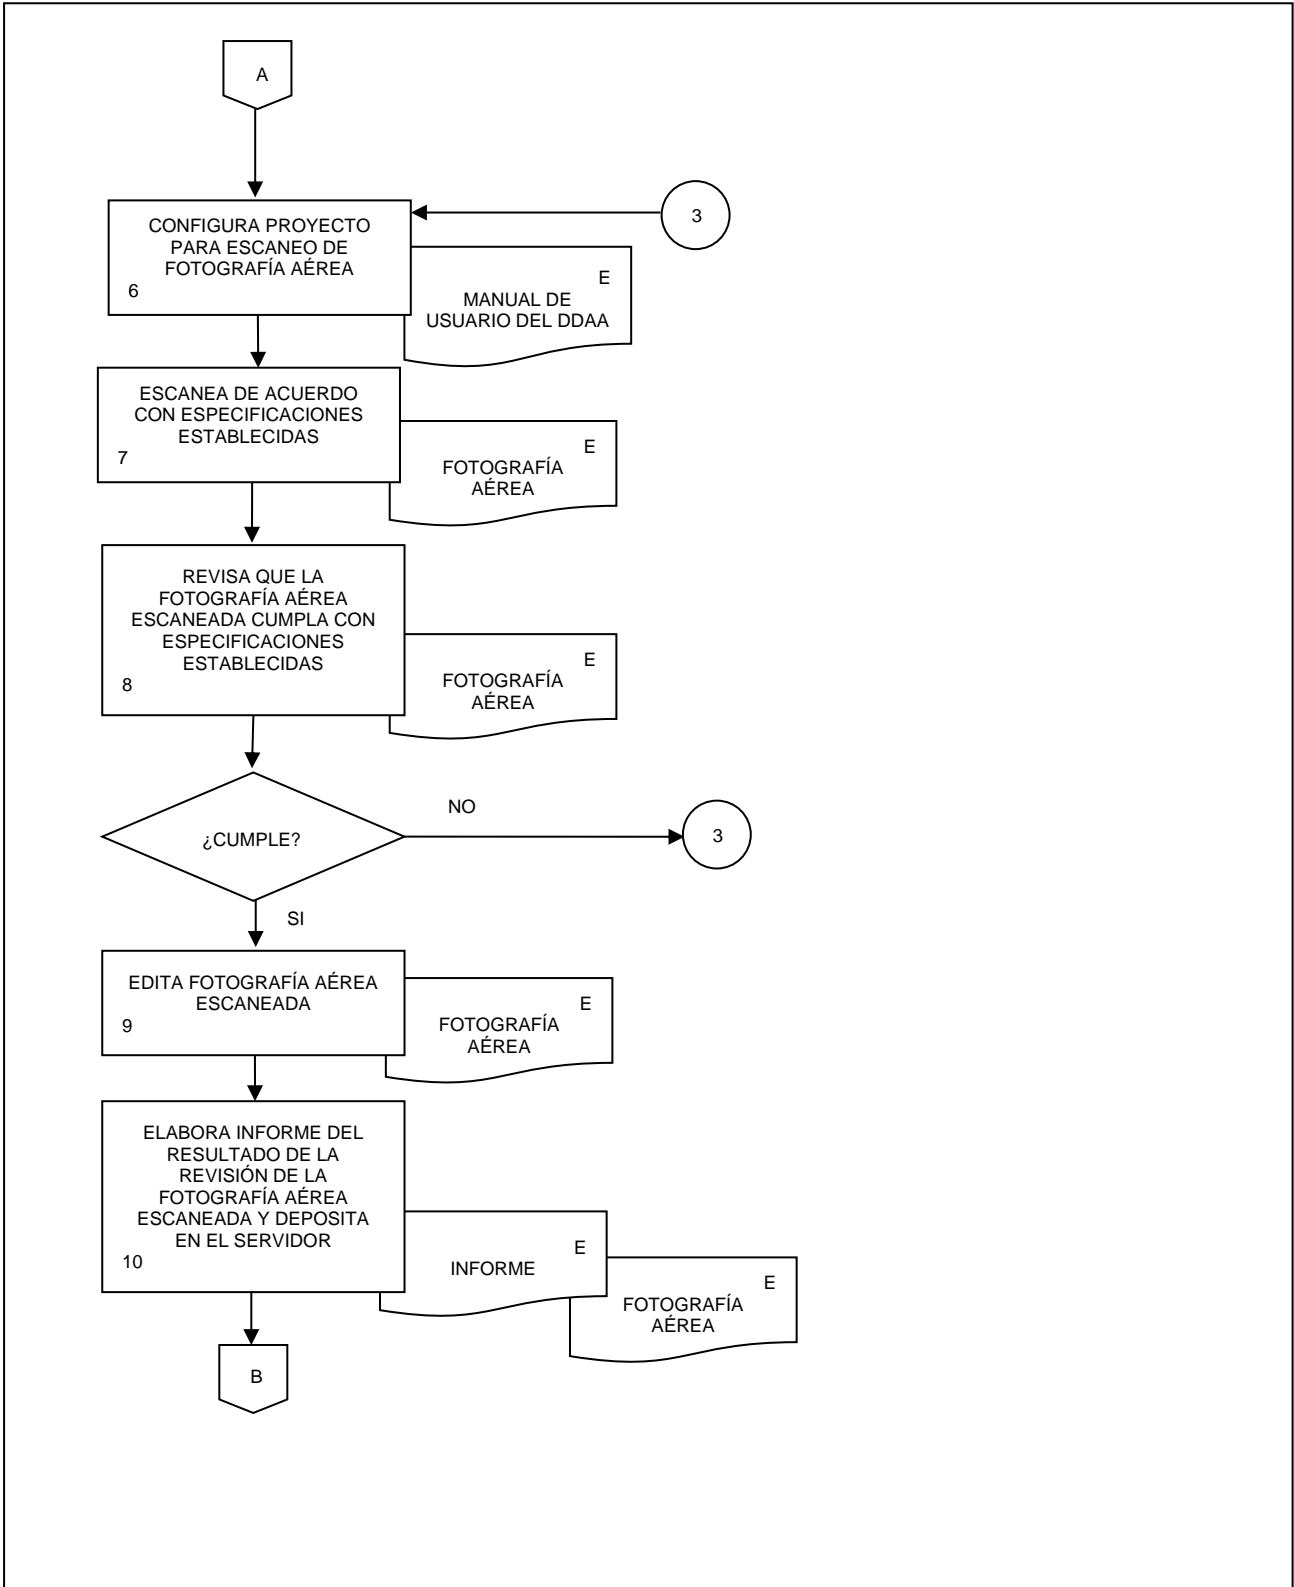 A
3
CONFIGURA PROYECTO
PARA ESCANEO DE
FOTOGRAFÍA AÉREA
6
E
MANUAL DE
USUARIO DEL DDAA
ESCANEA DE ACUERDO
CON ESPECIFICACIONES
ESTABLECIDAS
7
E
FOTOGRAFÍA
AÉREA
REVISA QUE LA
FOTOGRAFÍA AÉREA
ESCANEADA CUMPLA CON
ESPECIFICACIONES
ESTABLECIDAS
8
E
FOTOGRAFÍA
AÉREA
¿CUMPLE?
NO
3
SI
EDITA FOTOGRAFÍA AÉREA
ESCANEADA
9
E
FOTOGRAFÍA
AÉREA
ELABORA INFORME DEL
RESULTADO DE LA
REVISIÓN DE LA
FOTOGRAFÍA AÉREA
ESCANEADA Y DEPOSITA
EN EL SERVIDOR
10
E
INFORME
E
FOTOGRAFÍA
AÉREA
B